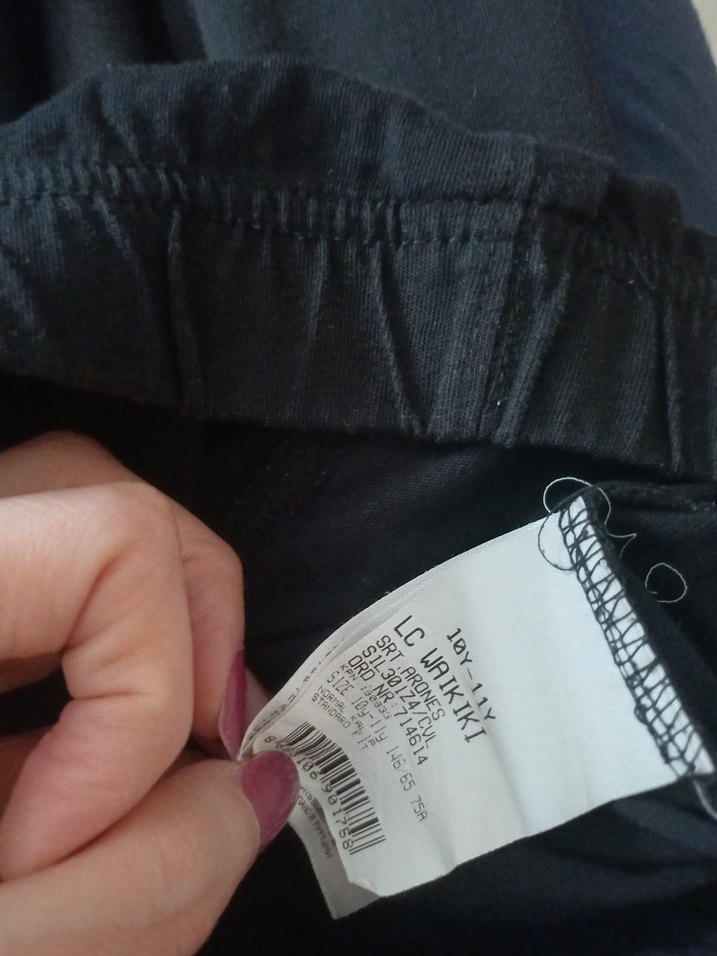 10Y-11Y
LC WAIKIKI
SRT,ARONES
S1L301Z4/CVL
ORD NR:714614
SIZE 10y-11y 146 65 75A
NORMAL KALIP
STANDARD FIT